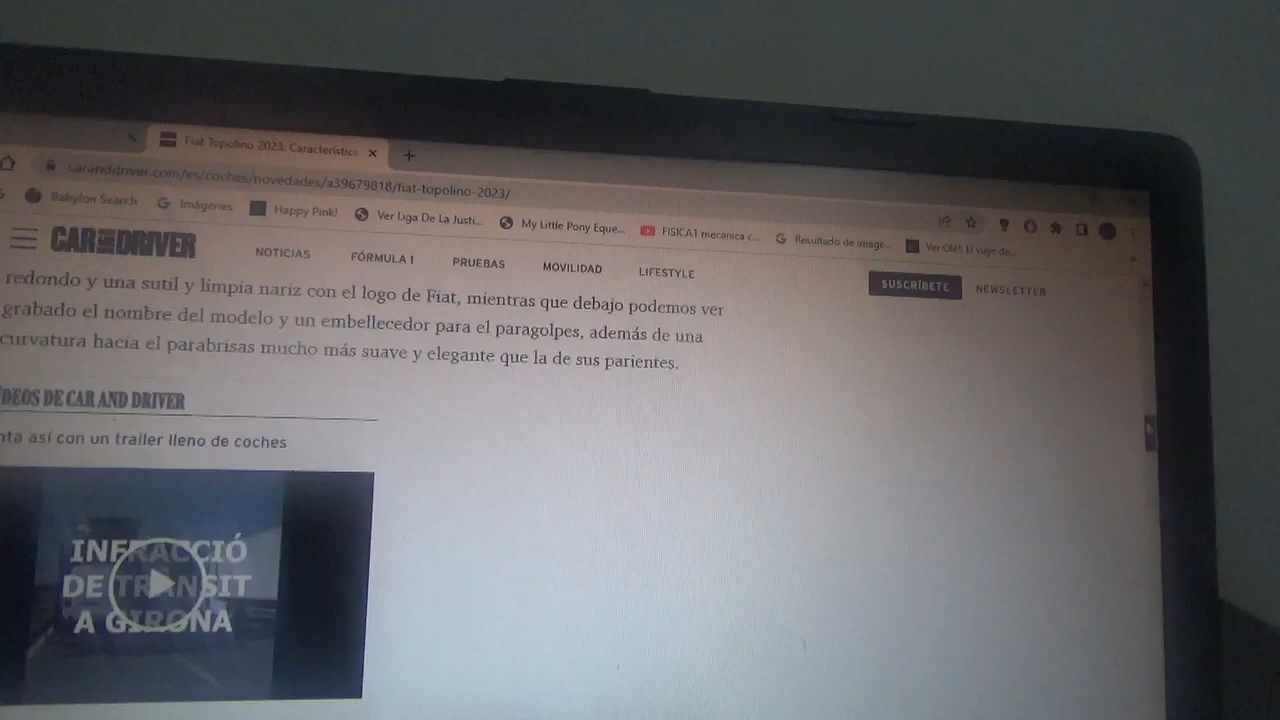 Fiat Topolino 2023: Característica
caranddriver.com/es/coches/novedades/a39679818/fiat-topolino-2023/
Babylon Search
Imágenes
Happy Pink!
Ver Liga De La Justi...
My Little Pony Eque...
FISICA1 mecanica c...
Resultado de image...
Ver Olé!: El viaje de...
CAR AND DRIVER
NOTICIAS
FÓRMULA 1
PRUEBAS
MOVILIDAD
LIFESTYLE
SUSCRÍBETE
NEWSLETTER
redondo y una sutil y limpia nariz con el logo de Fiat, mientras que debajo podemos ver
grabado el nombre del modelo y un embellecedor para el paragolpes, además de una
curvatura hacia el parabrisas mucho más suave y elegante que la de sus parientes.
DEOS DE CAR AND DRIVER
nta así con un trailer lleno de coches
INFRACCIÓ
DE TRÀNSIT
A GIRONA